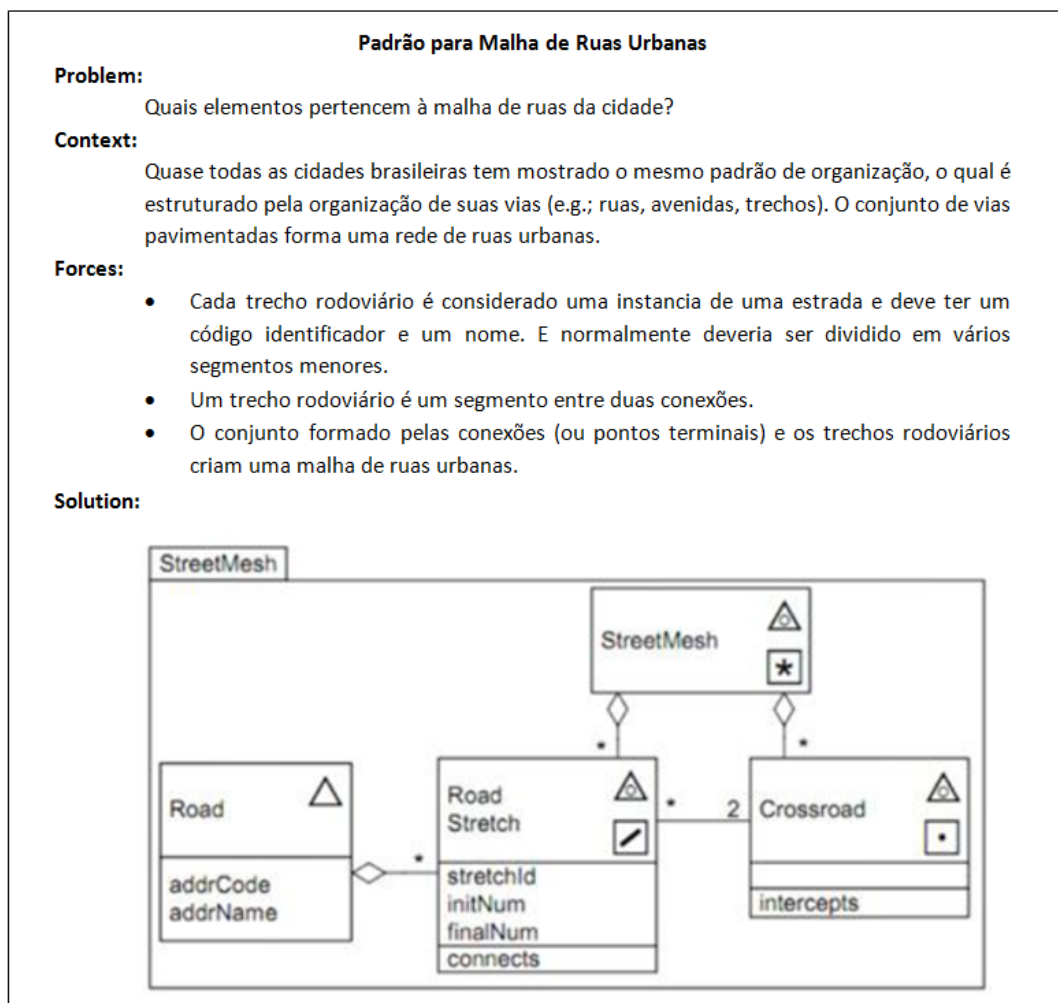 Padrão para Malha de Ruas Urbanas
Problem:
Quais elementos pertencem à malha de ruas da cidade?
Context:
Quase todas as cidades brasileiras tem mostrado o mesmo padrão de organização, o qual é
estruturado pela organização de suas vias (e.g.; ruas, avenidas, trechos). O conjunto de vias
pavimentadas forma uma rede de ruas urbanas.
Forces:
• Cada trecho rodoviário é considerado uma instancia de uma estrada e deve ter um
código identificador e um nome. E normalmente deveria ser dividido em vários
segmentos menores.
• Um trecho rodoviário é um segmento entre duas conexões.
• O conjunto formado pelas conexões (ou pontos terminais) e os trechos rodoviários
criam uma malha de ruas urbanas.
Solution:
StreetMesh
StreetMesh
*
*
*
Road
addrCode
addrName
*
Road
Stretch
stretchId
initNum
finalNum
connects
*
2
Crossroad
intercepts